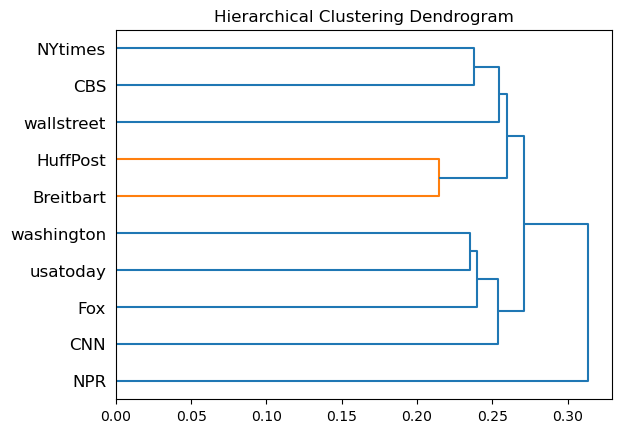 Hierarchical Clustering Dendrogram
NYtimes
CBS
wallstreet
HuffPost
Breitbart
washington
usatoday
Fox
CNN
NPR
0.00 0.05 0.10 0.15 0.20 0.25 0.30